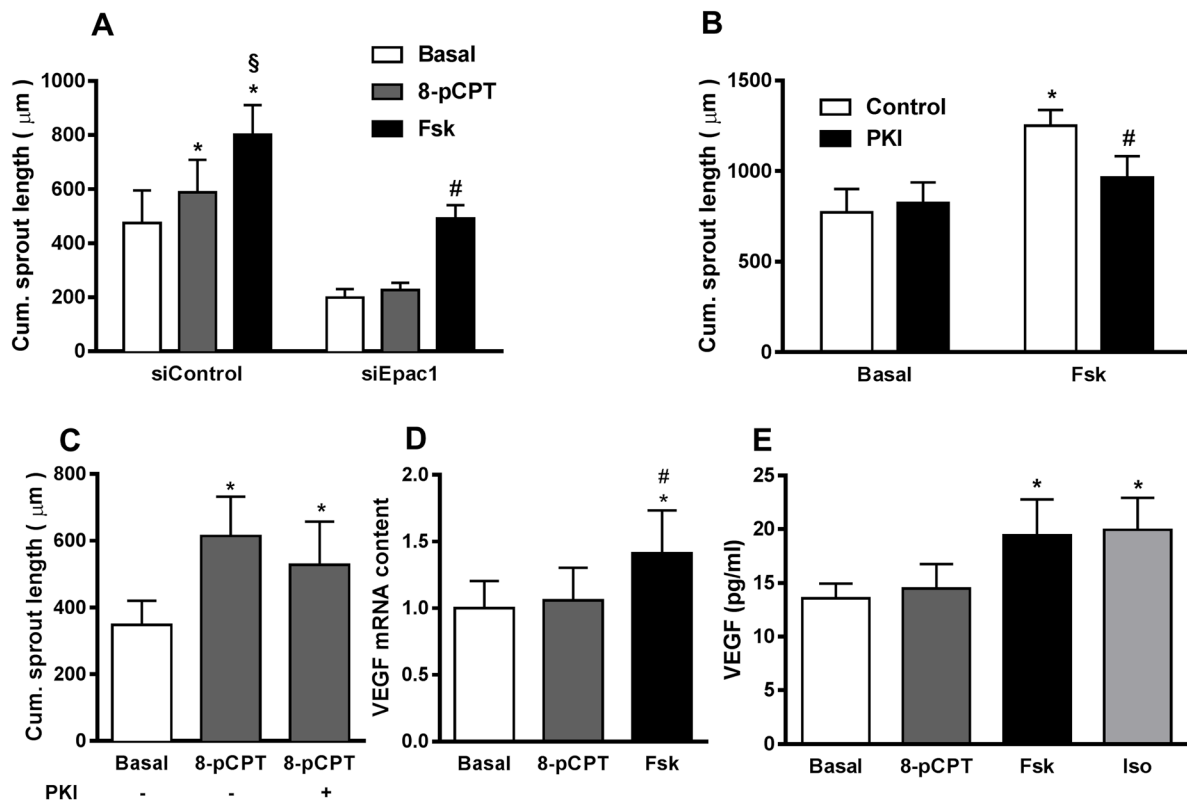 A
Basal
8-pCPT
Fsk
§
*
*
#
1000
800
600
400
200
0
Cum. sprout length ( μm )
siControl
siEpac1
B
Control
PKI
*
#
1500
1000
500
0
Cum. sprout length ( μm )
Basal
Fsk
C
*
*
800
600
400
200
0
Cum. sprout length ( μm )
Basal
8-pCPT
8-pCPT
PKI - - +
D
#
*
2.0
1.5
1.0
0.5
0.0
VEGF mRNA content
Basal
8-pCPT
Fsk
E
*
*
25
20
15
10
5
0
VEGF (pg/ml)
Basal
8-pCPT
Fsk
Iso